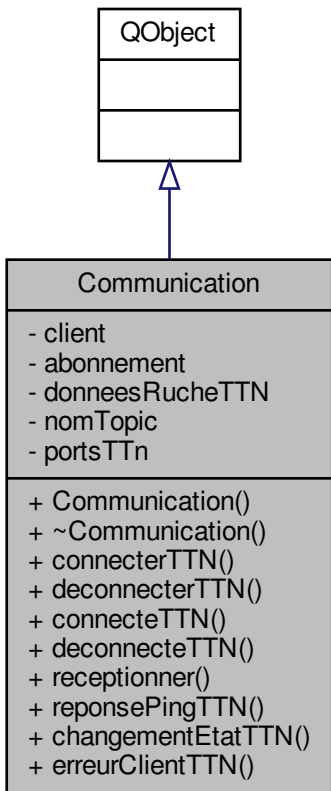 QObject
Communication
- client
- abonnement
- donneesRucheTTN
- nomTopic
- portsTTn
+ Communication()
+ ~Communication()
+ connecterTTN()
+ deconnecterTTN()
+ connecteTTN()
+ deconnecteTTN()
+ receptionner()
+ reponsePingTTN()
+ changementEtatTTN()
+ erreurClientTTN()